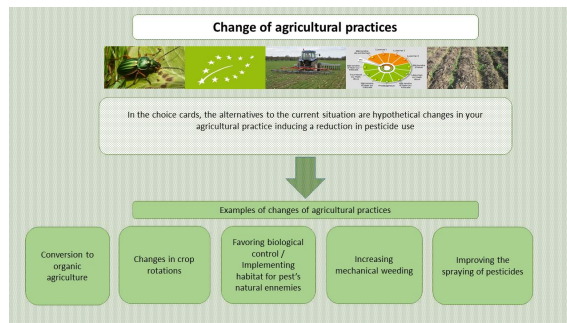 Change of agricultural practices
In the choice cards, the alternatives to the current situation are hypothetical changes in your
agricultural practice inducing a reduction in pesticide use
Examples of changes of agricultural practices
Conversion to
organic
agriculture
Changes in crop
rotations
Favoring biological
control /
Implementing
habitat for pest's
natural ennemies
Increasing
mechanical weeding
Improving the
spraying of pesticides